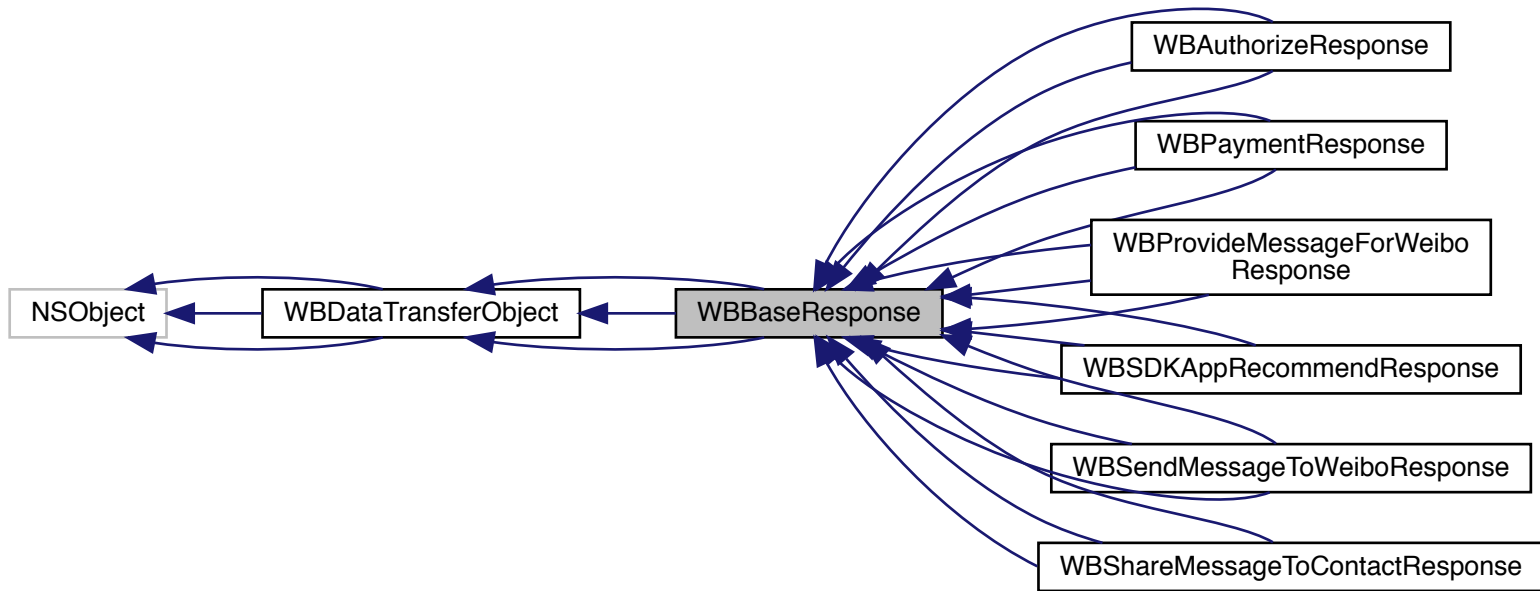 NSObject
WBDataTransferObject
WBBaseResponse
WBAuthorizeResponse
WBPaymentResponse
WBProvideMessageForWeibo
Response
WBSDKAppRecommendResponse
WBSendMessageToWeiboResponse
WBShareMessageToContactResponse